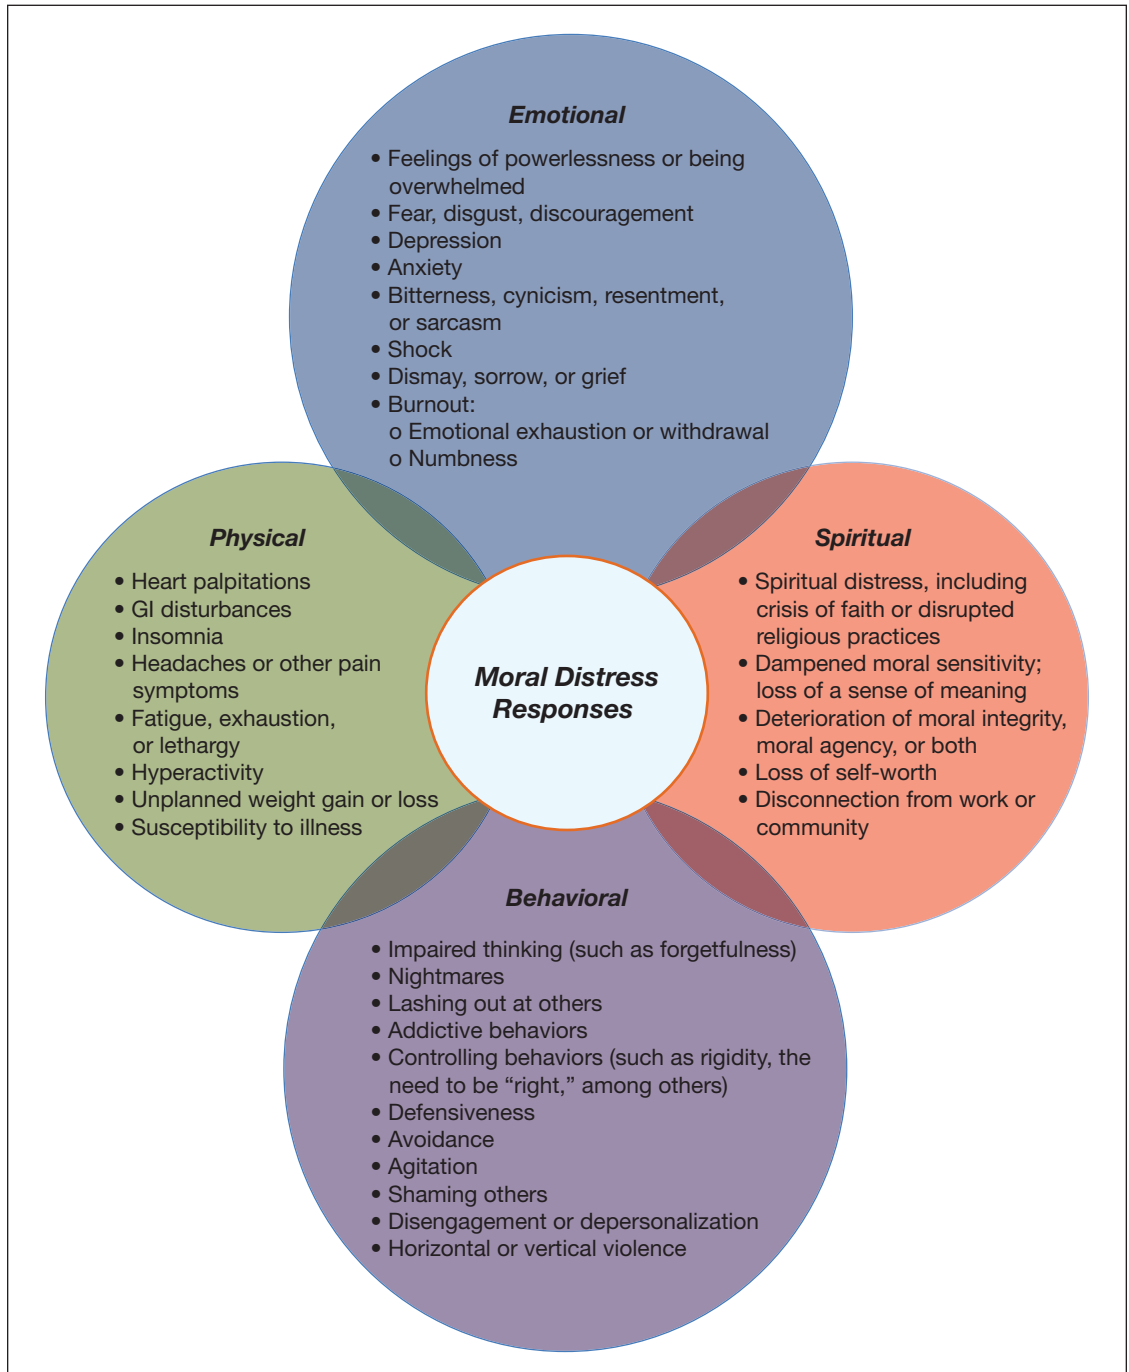 Emotional
• Feelings of powerlessness or being
overwhelmed
• Fear, disgust, discouragement
• Depression
• Anxiety
• Bitterness, cynicism, resentment,
or sarcasm
• Shock
• Dismay, sorrow, or grief
• Burnout:
o Emotional exhaustion or withdrawal
o Numbness
Physical
• Heart palpitations
• GI disturbances
• Insomnia
• Headaches or other pain
symptoms
• Fatigue, exhaustion,
or lethargy
• Hyperactivity
• Unplanned weight gain or loss
• Susceptibility to illness
Moral Distress
Responses
Spiritual
• Spiritual distress, including
crisis of faith or disrupted
religious practices
• Dampened moral sensitivity;
loss of a sense of meaning
• Deterioration of moral integrity,
moral agency, or both
• Loss of self-worth
• Disconnection from work or
community
Behavioral
• Impaired thinking (such as forgetfulness)
• Nightmares
• Lashing out at others
• Addictive behaviors
• Controlling behaviors (such as rigidity, the
need to be “right,” among others)
• Defensiveness
• Avoidance
• Agitation
• Shaming others
• Disengagement or depersonalization
• Horizontal or vertical violence